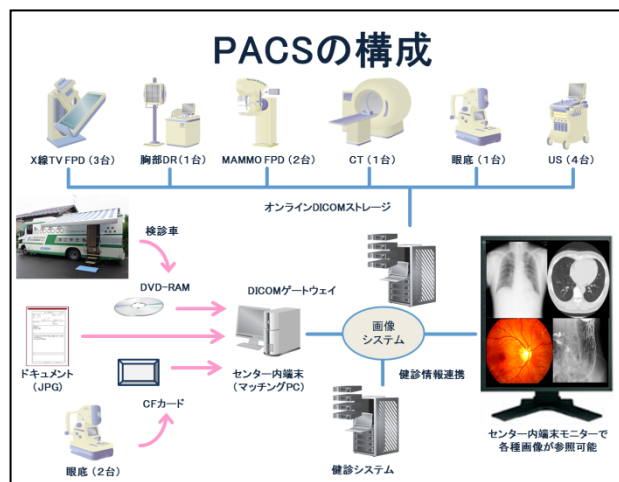 PACSの構成
X線TV FPD（3台）
胸部DR（1台）
MAMMO FPD（2台）
CT（1台）
眼底（1台）
US（4台）
オンラインDICOMストレージ
検診車
DVD-RAM
DICOMゲートウェイ
画像
システム
ドキュメント
（JPG）
CFカード
センター内端末
（マッチングPC）
健診情報連携
眼底（2台）
健診システム
センター内端末モニターで
各種画像が参照可能